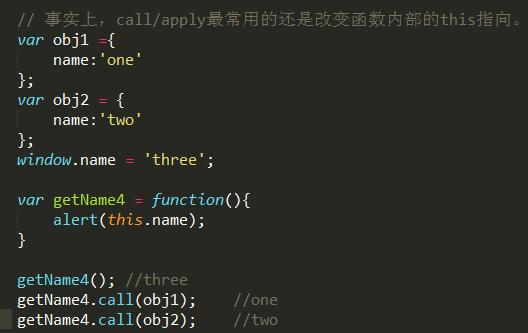 // 事实上，call/apply最常用的还是改变函数内部的this指向。
var obj1 ={
    name:'one'
};
var obj2 = {
    name:'two'
};
window.name = 'three';

var getName4 = function(){
    alert(this.name);
}

getName4(); //three
getName4.call(obj1);    //one
getName4.call(obj2);    //two